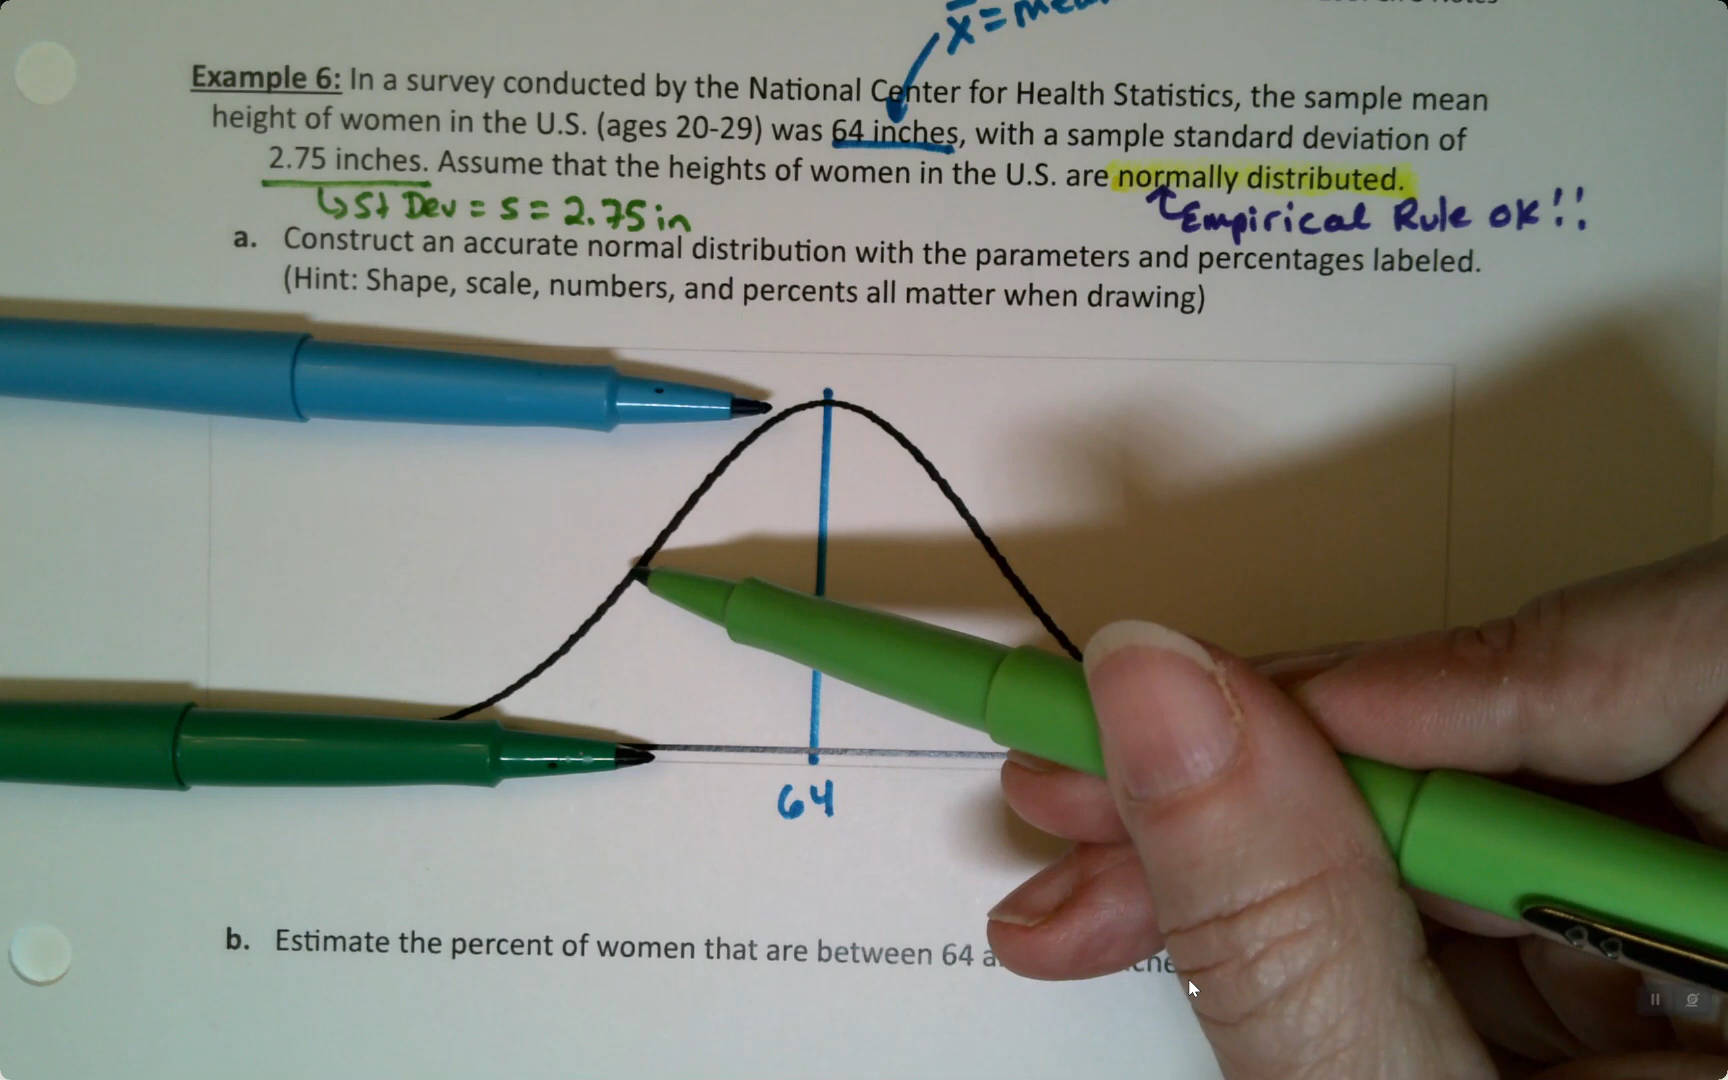 x̄ = mea
Example 6: In a survey conducted by the National Center for Health Statistics, the sample mean
height of women in the U.S. (ages 20-29) was 64 inches, with a sample standard deviation of
2.75 inches. Assume that the heights of women in the U.S. are normally distributed.
↳ St Dev = s = 2.75 in
Empirical Rule OK!!
a. Construct an accurate normal distribution with the parameters and percentages labeled.
(Hint: Shape, scale, numbers, and percents all matter when drawing)
64
b. Estimate the percent of women that are between 64